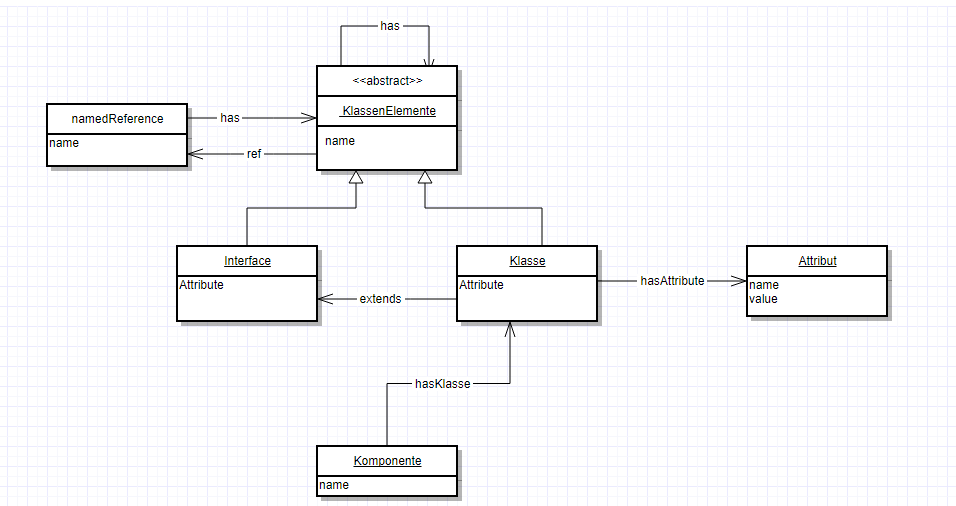 has
<<abstract>>
KlassenElemente
name
namedReference
name
has
ref
Interface
Attribute
extends
Klasse
Attribute
hasAttribute
Attribut
name
value
hasKlasse
Komponente
name